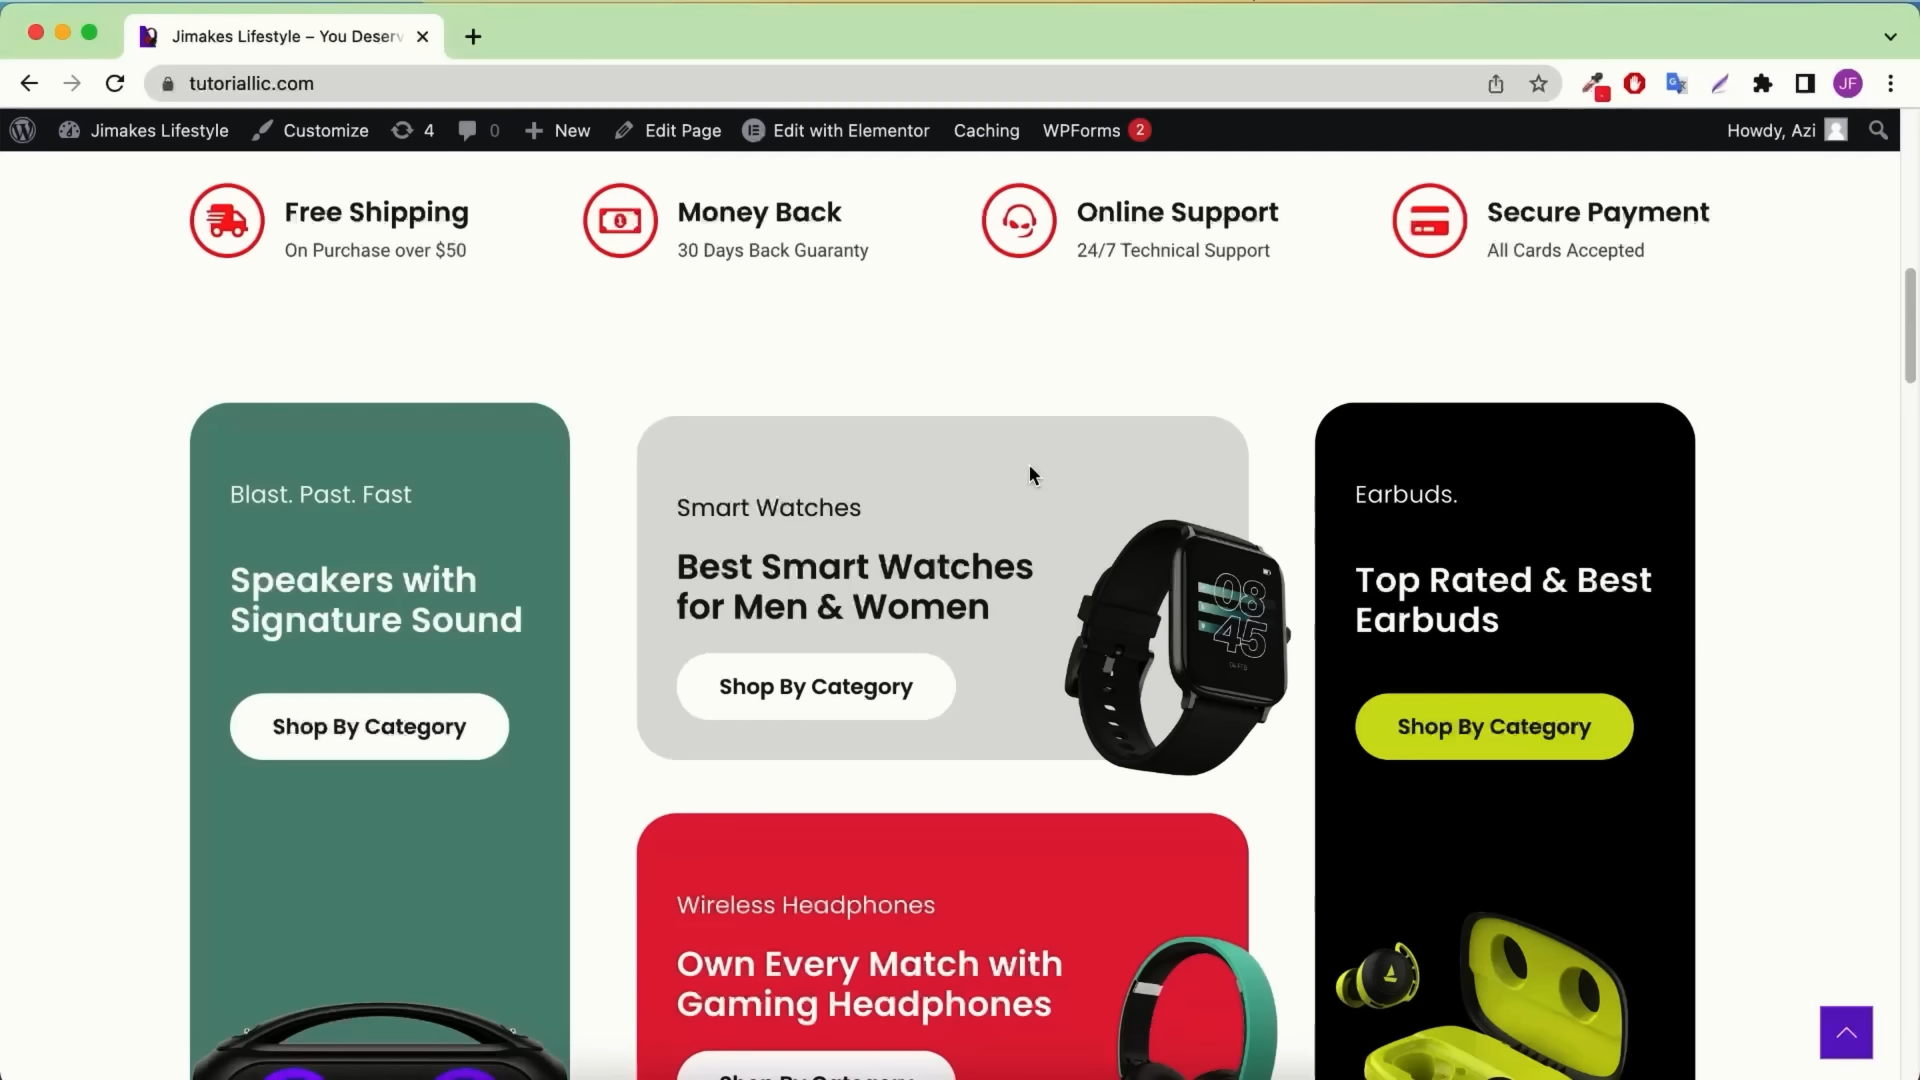 Jimakes Lifestyle – You Deserv
tutoriallic.com
JF
Jimakes Lifestyle
Customize
4
0
New
Edit Page
Edit with Elementor
Caching
WPForms 2
Howdy, Azi
Free Shipping
On Purchase over $50
Money Back
30 Days Back Guaranty
Online Support
24/7 Technical Support
Secure Payment
All Cards Accepted
Blast. Past. Fast
Speakers with
Signature Sound
Shop By Category
Smart Watches
Best Smart Watches
for Men & Women
Shop By Category
08
45
Earbuds.
Top Rated & Best
Earbuds
Shop By Category
Wireless Headphones
Own Every Match with
Gaming Headphones
Shop By Category